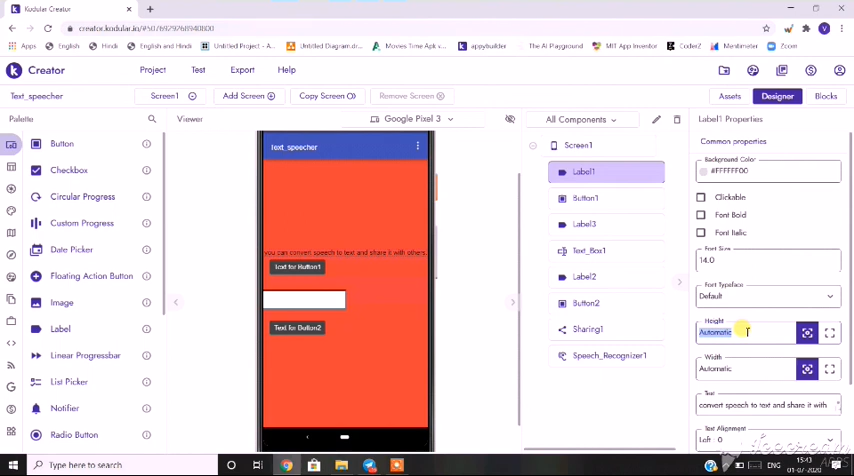 Kodular Creator
creator.kodular.io/#5076929268940800
Apps
English
Hindi
English and Hindi
Untitled Project - A...
Untitled Diagram.dr...
Movies Time Apk v...
appybuilder
The AI Playground
MIT App Inventor
CoderZ
Mentimeter
Zoom
Creator
Project
Test
Export
Help
Text_speecher
Screen1
Add Screen
Copy Screen
Remove Screen
Assets
Designer
Blocks
Palette
Button
Checkbox
Circular Progress
Custom Progress
Date Picker
Floating Action Button
Image
Label
Linear Progressbar
List Picker
Notifier
Radio Button
Viewer
Google Pixel 3
Text_speecher
you can convert speech to text and share it with others.
Text for Button1
Text for Button2
All Components
Screen1
Label1
Button1
Label3
Text_Box1
Label2
Button2
Sharing1
Speech_Recognizer1
Label1 Properties
Common properties
Background Color
#FFFFFF00
Clickable
Font Bold
Font Italic
Font Size
14.0
Font Typeface
Default
Height
Automatic
Width
Automatic
Text
convert speech to text and share it with
Text Alignment
Left : 0
Type here to search
ENG
15:43
01-07-2020